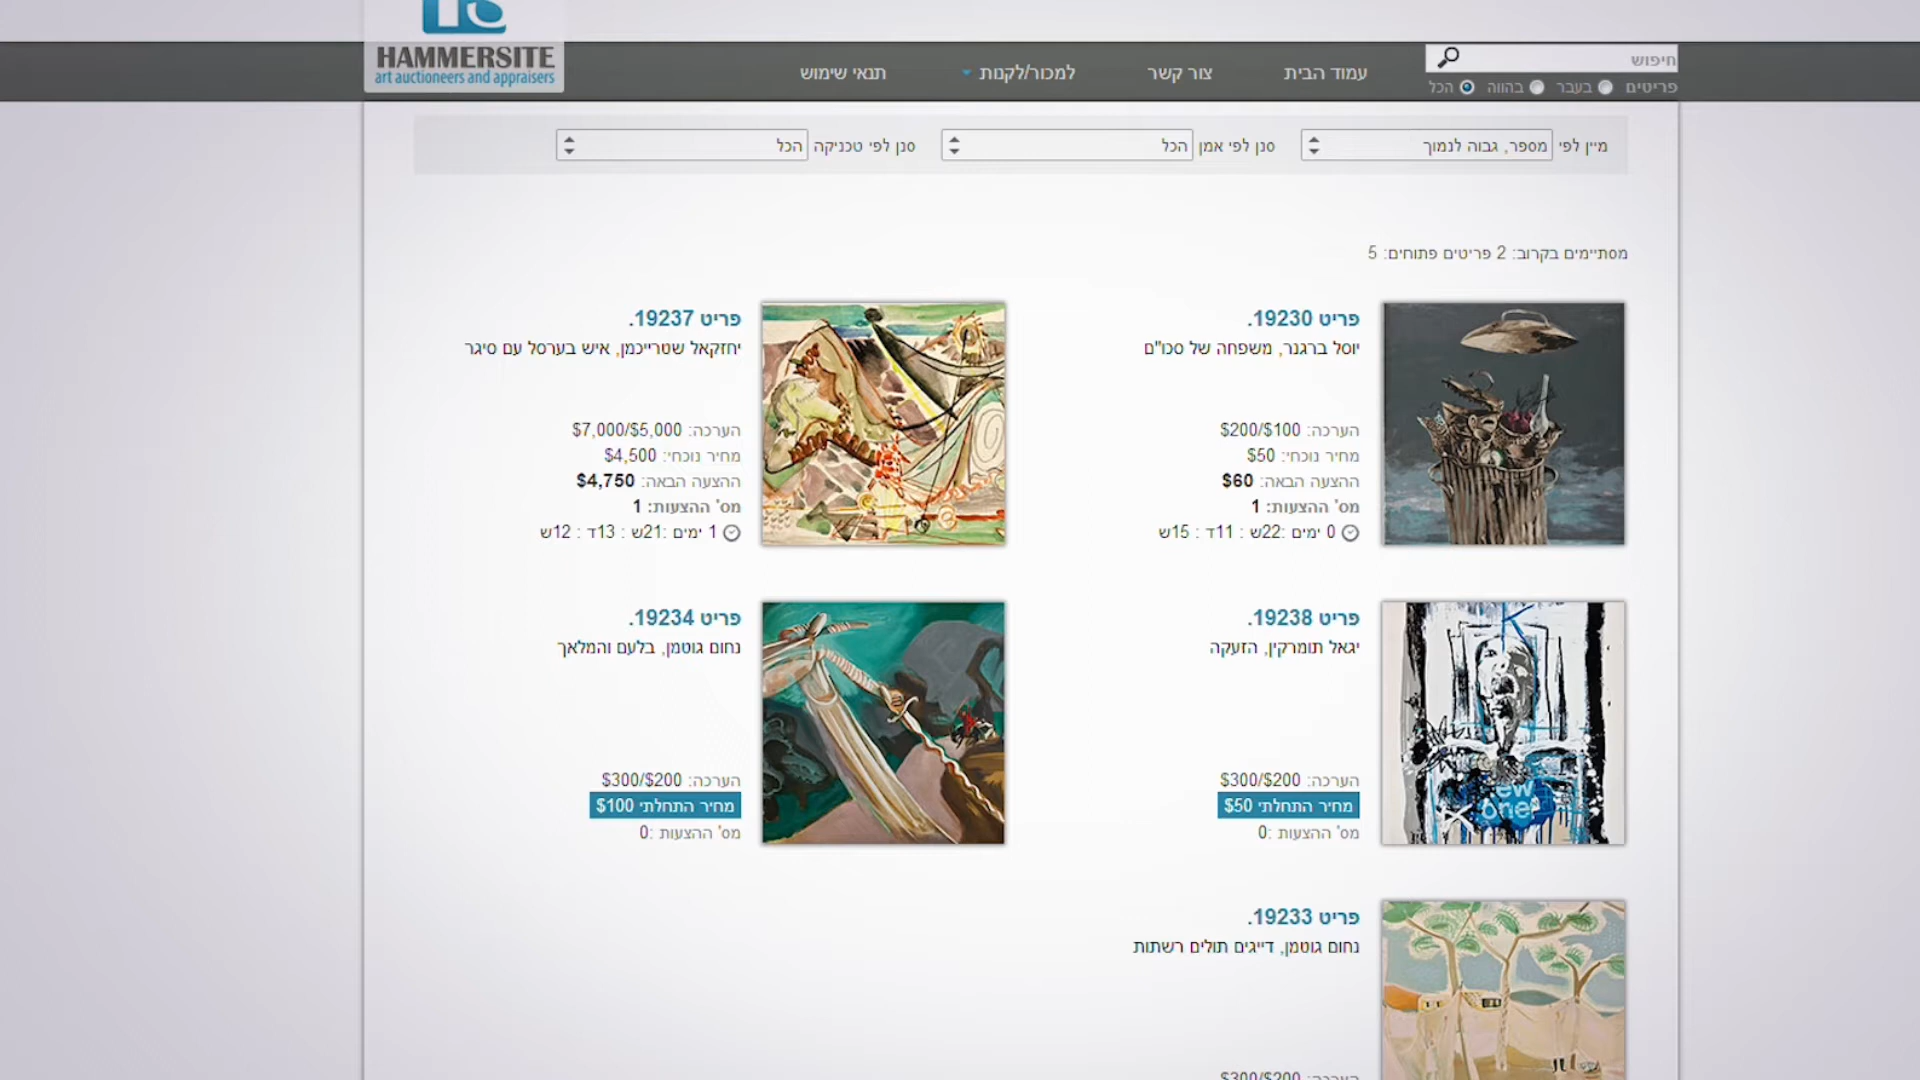 HAMMERSITE
art auctioneers and appraisers
עמוד הבית
צור קשר
למכור/לקנות
תנאי שימוש
חיפוש
פריטים בעבר בהווה הכל
מיין לפי מספר, גבוה לנמוך סנן לפי אמן הכל סנן לפי טכניקה הכל
מסתיימים בקרוב: 2 פריטים פתוחים: 5
פריט 19230.
יוסל ברגנר, משפחה של סכו"ם
הערכה: $200/$100
מחיר נוכחי: $50
ההצעה הבאה: $60
מס' ההצעות: 1
0 ימים :22ש : 11ד : 15ש
פריט 19237.
יחזקאל שטרייכמן, איש בערסל עם סיגר
הערכה: $7,000/$5,000
מחיר נוכחי: $4,500
ההצעה הבאה: $4,750
מס' ההצעות: 1
1 ימים :21ש : 13ד : 12ש
פריט 19238.
יגאל תומרקין, הזעקה
הערכה: $300/$200
מחיר התחלתי $50
מס' ההצעות :0
new
one
פריט 19234.
נחום גוטמן, בלעם והמלאך
הערכה: $300/$200
מחיר התחלתי $100
מס' ההצעות :0
פריט 19233.
נחום גוטמן, דייגים תולים רשתות
הערכה: $300/$200